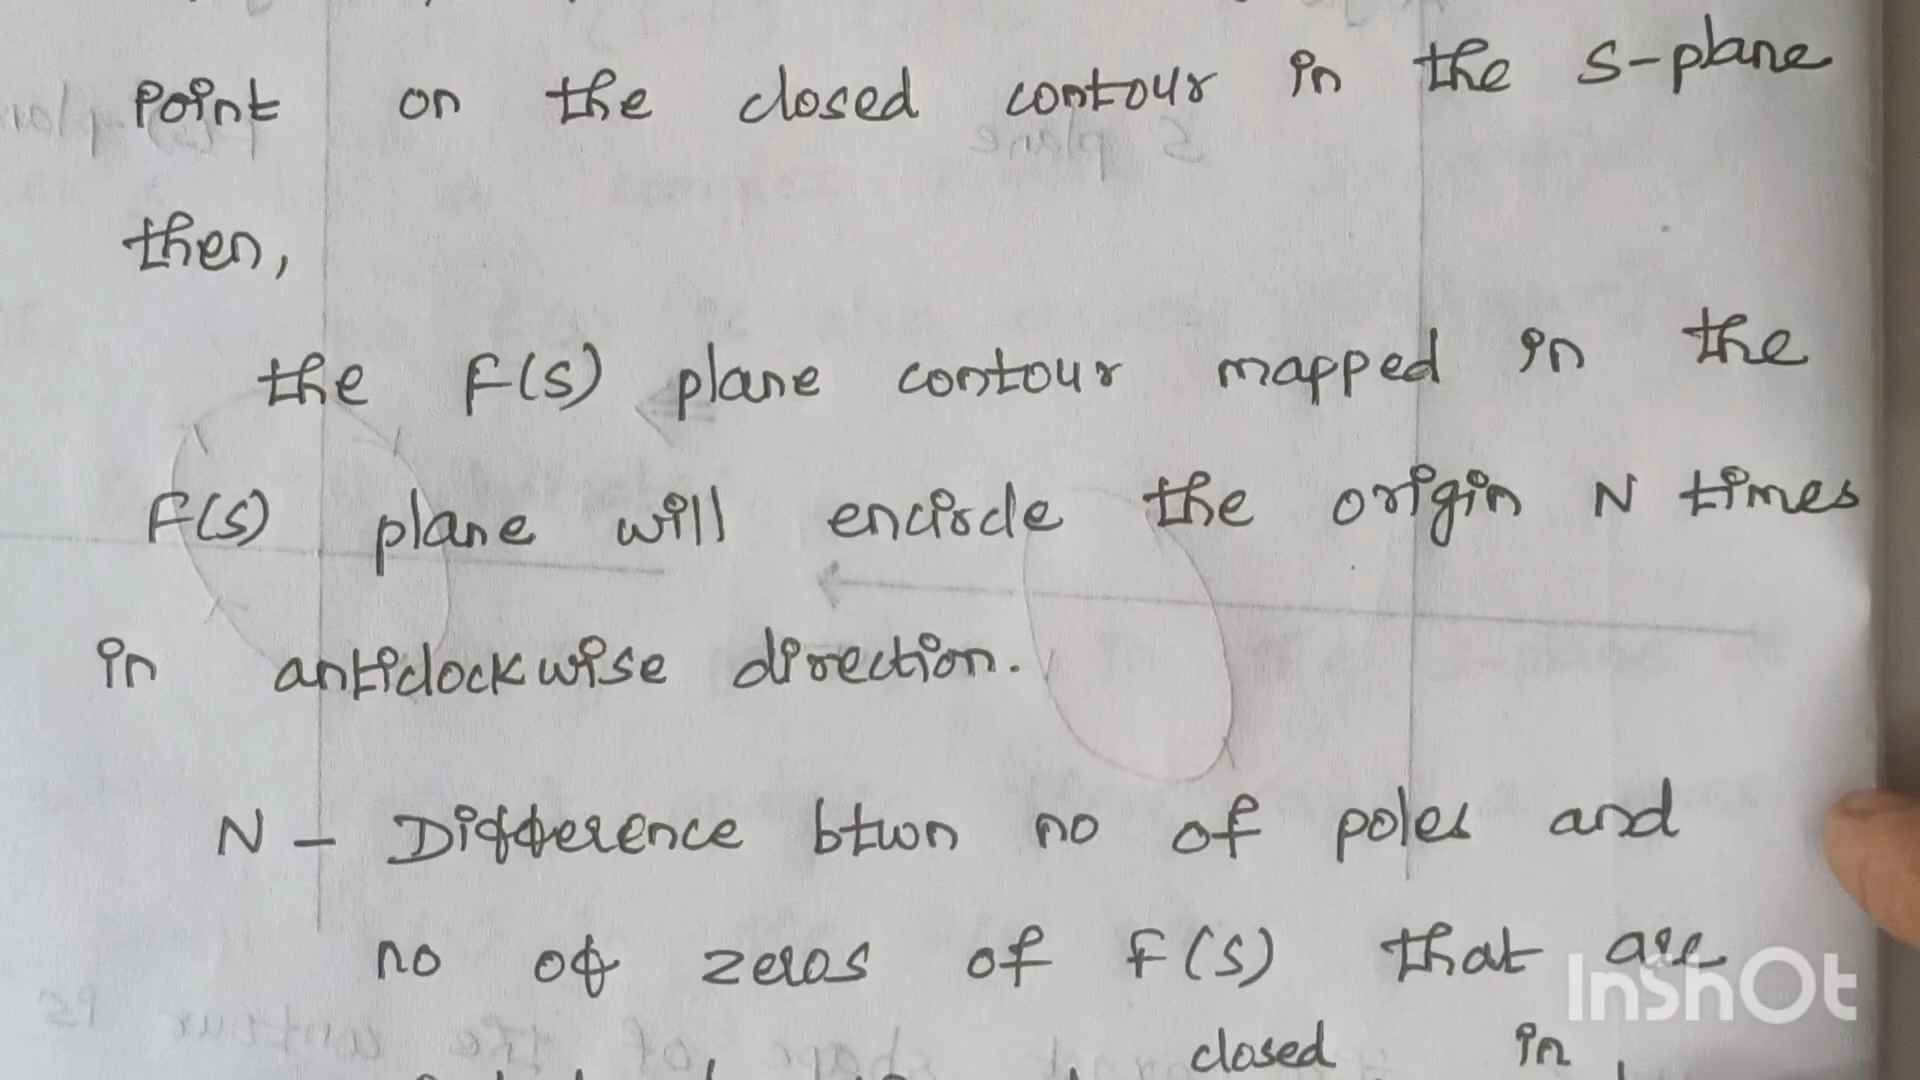 point on the closed contour in the s-plane
then,
the F(s) plane contour mapped in the
F(s) plane will encircle the origin N times
in anticlockwise direction.
N - Difference btwn no of poles and
no of zeros of F(s) that are
closed in
InShOt